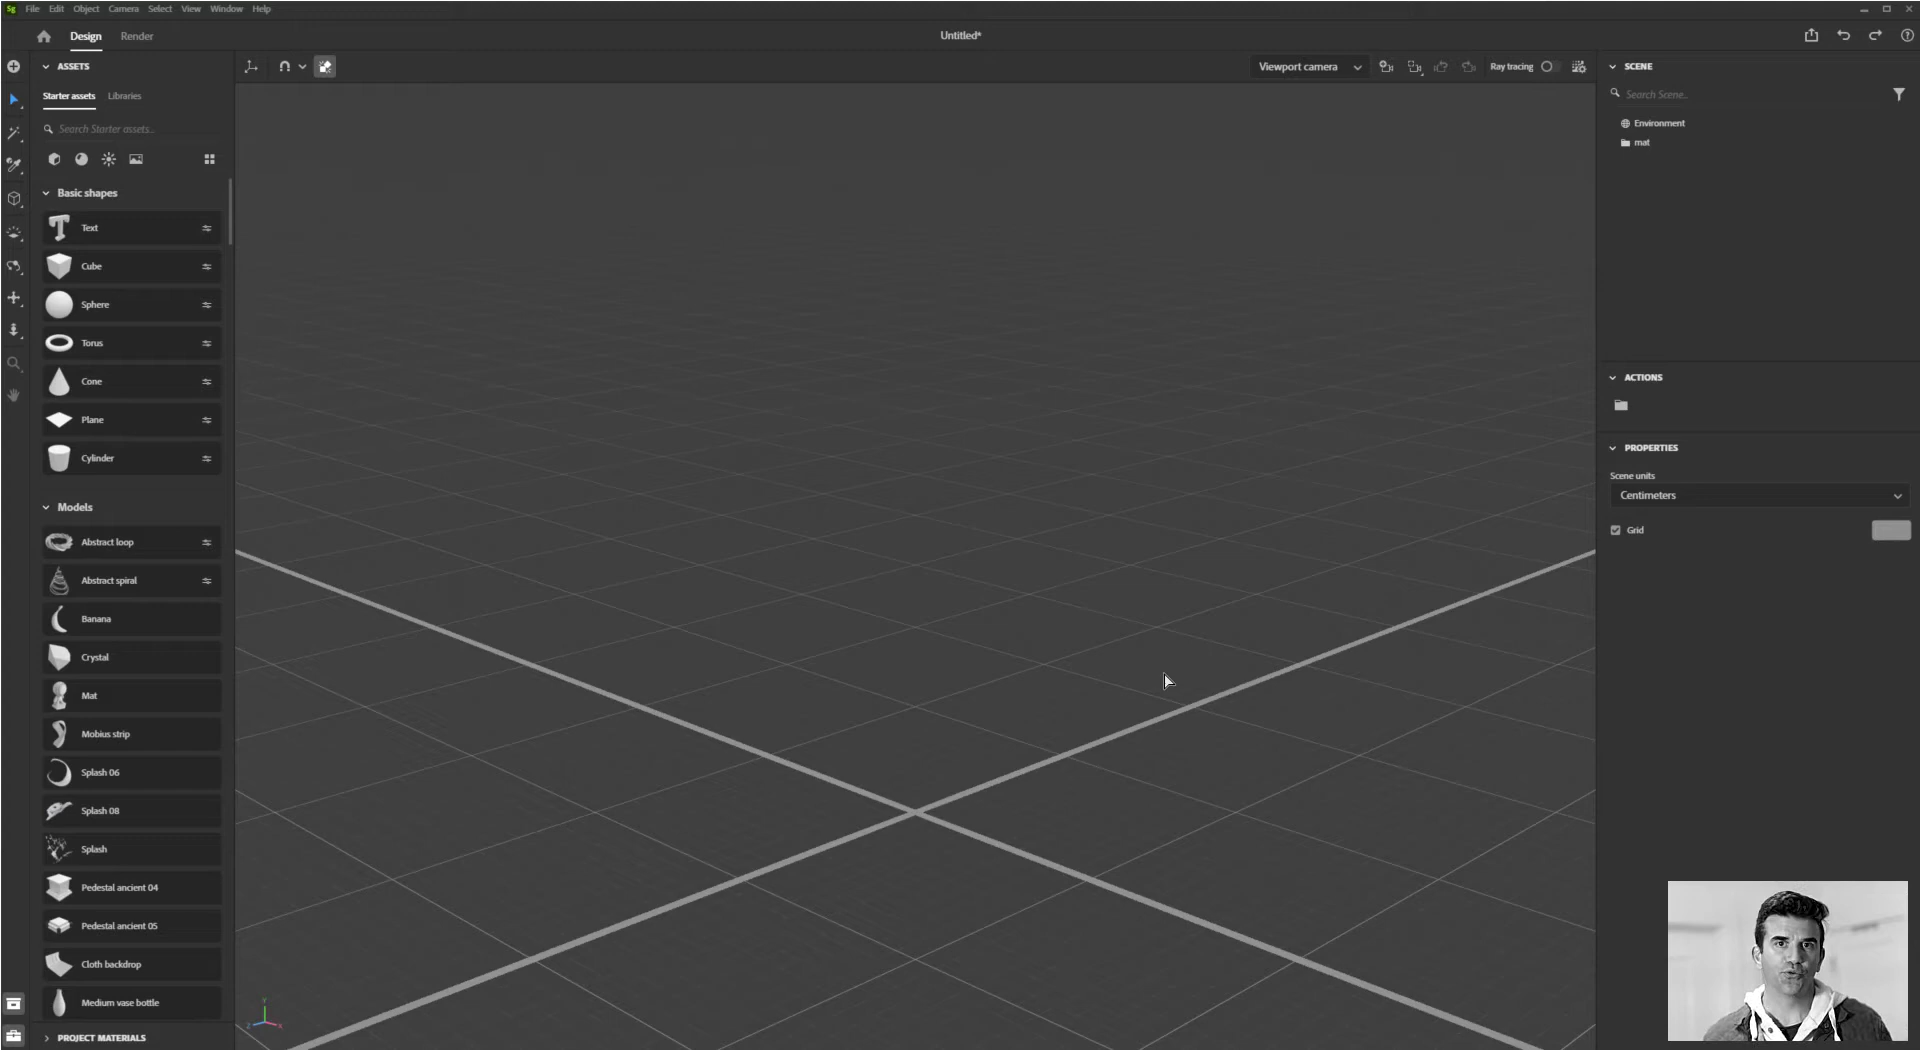 Sg File Edit Object Camera Select View Window Help
Design Render Untitled*
ASSETS
Starter assets Libraries
Search Starter assets...
Basic shapes
Text
Cube
Sphere
Torus
Cone
Plane
Cylinder
Models
Abstract loop
Abstract spiral
Banana
Crystal
Mat
Mobius strip
Splash 06
Splash 08
Splash
Pedestal ancient 04
Pedestal ancient 05
Cloth backdrop
Medium vase bottle
PROJECT MATERIALS
Viewport camera Ray tracing
Y
Z X
SCENE
Search Scene..
Environment
mat
ACTIONS
PROPERTIES
Scene units
Centimeters
Grid